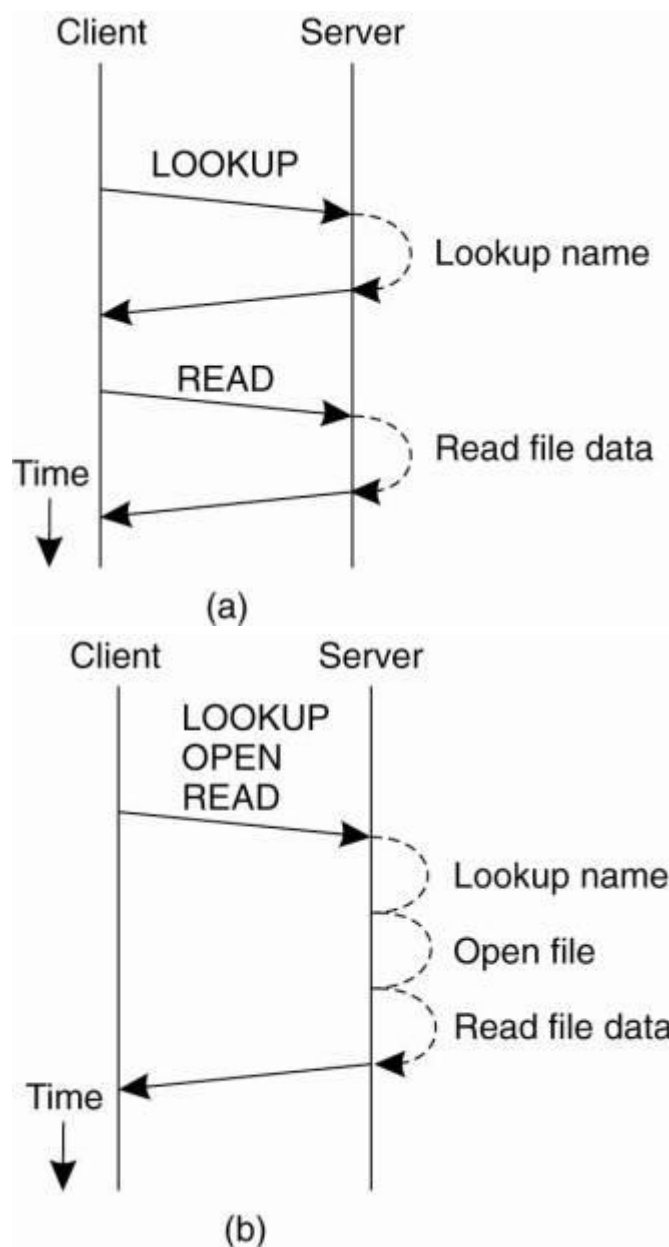 Client Server
LOOKUP
Lookup name
READ
Read file data
Time
(a)
Client Server
LOOKUP
OPEN
READ
Lookup name
Open file
Read file data
Time
(b)